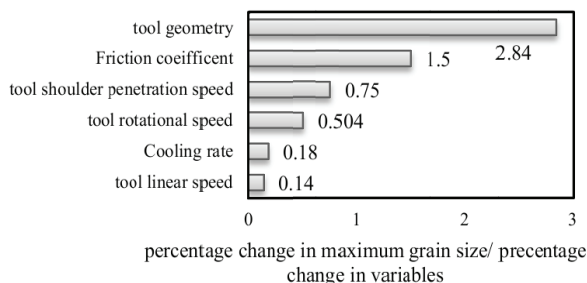 tool geometry
2.84
Friction coeifficent
1.5
tool shoulder penetration speed
0.75
tool rotational speed
0.504
Cooling rate
0.18
tool linear speed
0.14
0 1 2 3
percentage change in maximum grain size/ precentage
change in variables